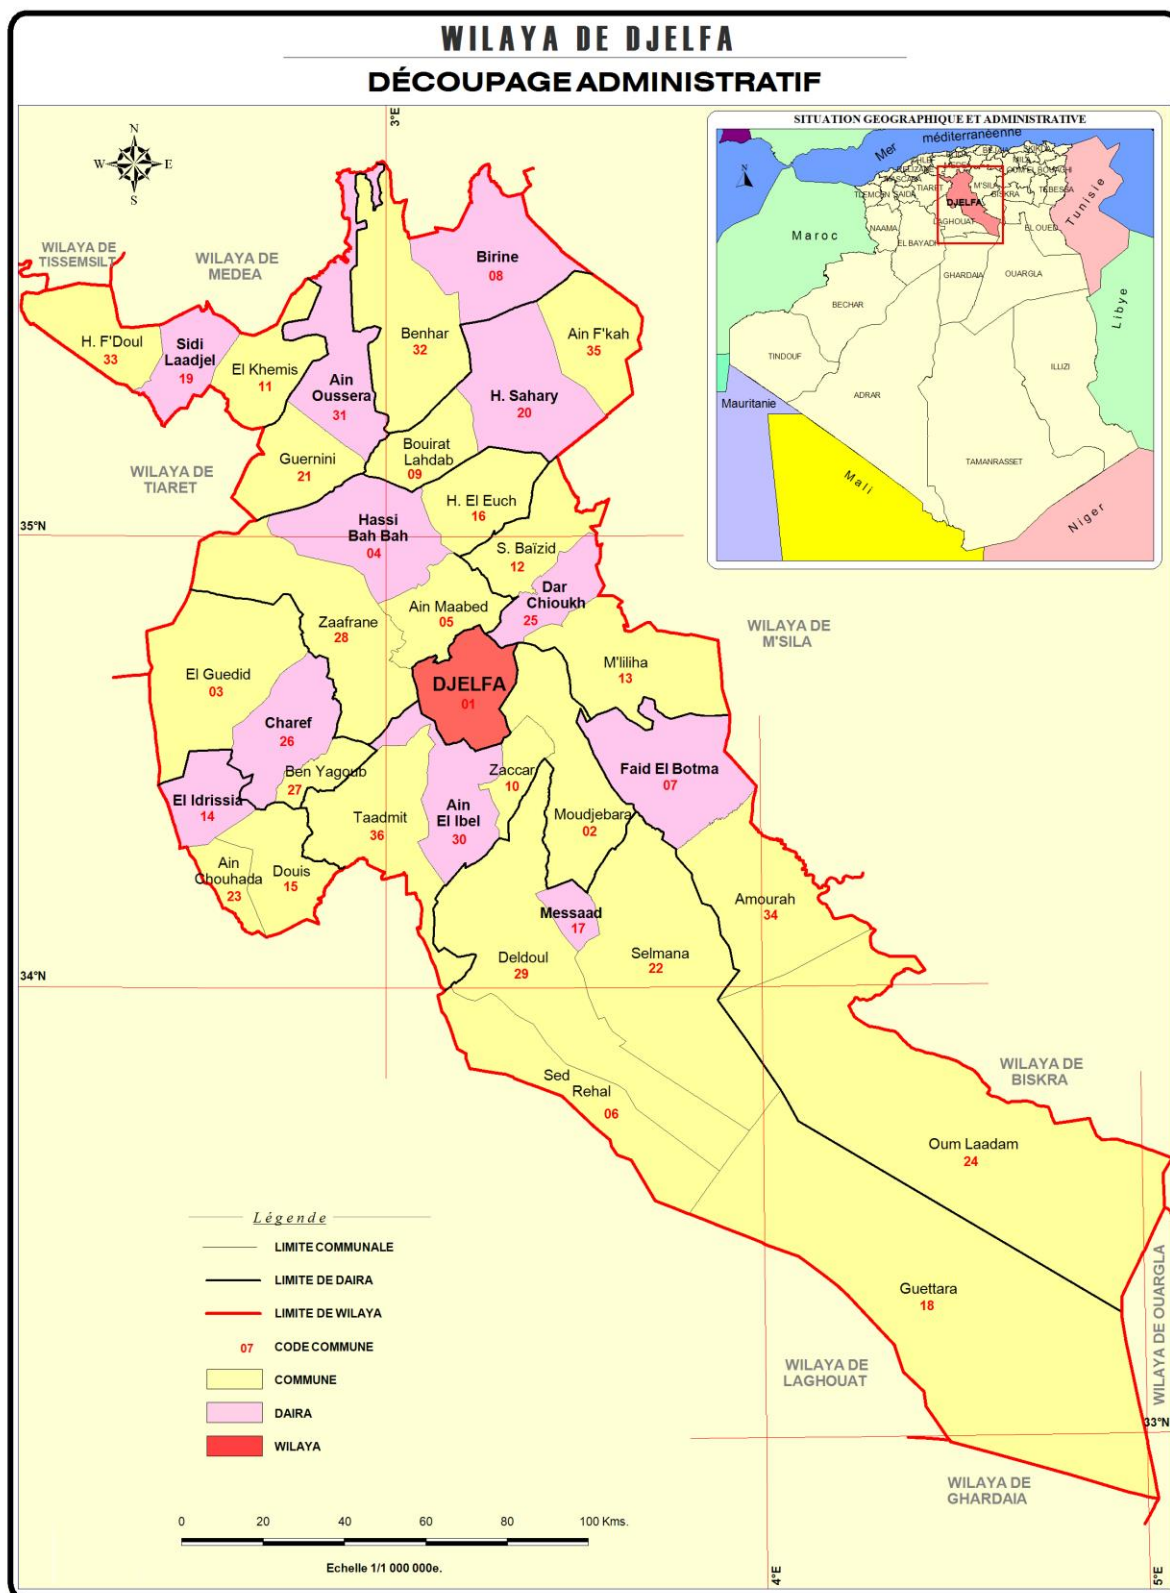 WILAYA DE DJELFA
DÉCOUPAGE ADMINISTRATIF
3°E
N
W
E
S
SITUATION GEOGRAPHIQUE ET ADMINISTRATIVE
Mer méditerranéenne
N
TIARET
M'SILA
BISKRA
TEBESSA
TLEMCEN
SAIDA
DJELFA
LAGHOUAT
NAAMA
EL BAYADH
EL OUED
Tunisie
Maroc
GHARDAIA
OUARGLA
BECHAR
Libye
TINDOUF
ILLIZI
ADRAR
Mauritanie
TAMANRASSET
Mali
Niger
WILAYA DE
TISSEMSILT
WILAYA DE
MEDEA
Birine
08
H. F'Doul
33
Sidi
Laadjel
19
El Khemis
11
Benhar
32
Ain F'kah
35
Ain
Oussera
31
H. Sahary
20
Bouirat
Lahdab
09
Guernini
21
WILAYA DE
TIARET
H. El Euch
16
35°N
Hassi
Bah Bah
04
S. Baïzid
12
Dar
Chioukh
25
Ain Maabed
05
Zaafrane
28
WILAYA DE
M'SILA
El Guedid
03
M'liliha
13
DJELFA
01
Charef
26
Ben Yagoub
27
Zaccar
10
Faid El Botma
07
El Idrissia
14
Taadmit
36
Ain
El Ibel
30
Moudjebara
02
Ain
Chouhada
23
Douis
15
Amourah
34
Messaad
17
Deldoul
29
Selmana
22
34°N
WILAYA DE
BISKRA
Sed
Rehal
06
Oum Laadam
24
Légende
LIMITE COMMUNALE
LIMITE DE DAIRA
LIMITE DE WILAYA
07 CODE COMMUNE
COMMUNE
DAIRA
WILAYA
Guettara
18
WILAYA DE OUARGLA
WILAYA DE
LAGHOUAT
33°N
WILAYA DE
GHARDAIA
0 20 40 60 80 100 Kms.
Echelle 1/1 000 000e.
4°E
5°E